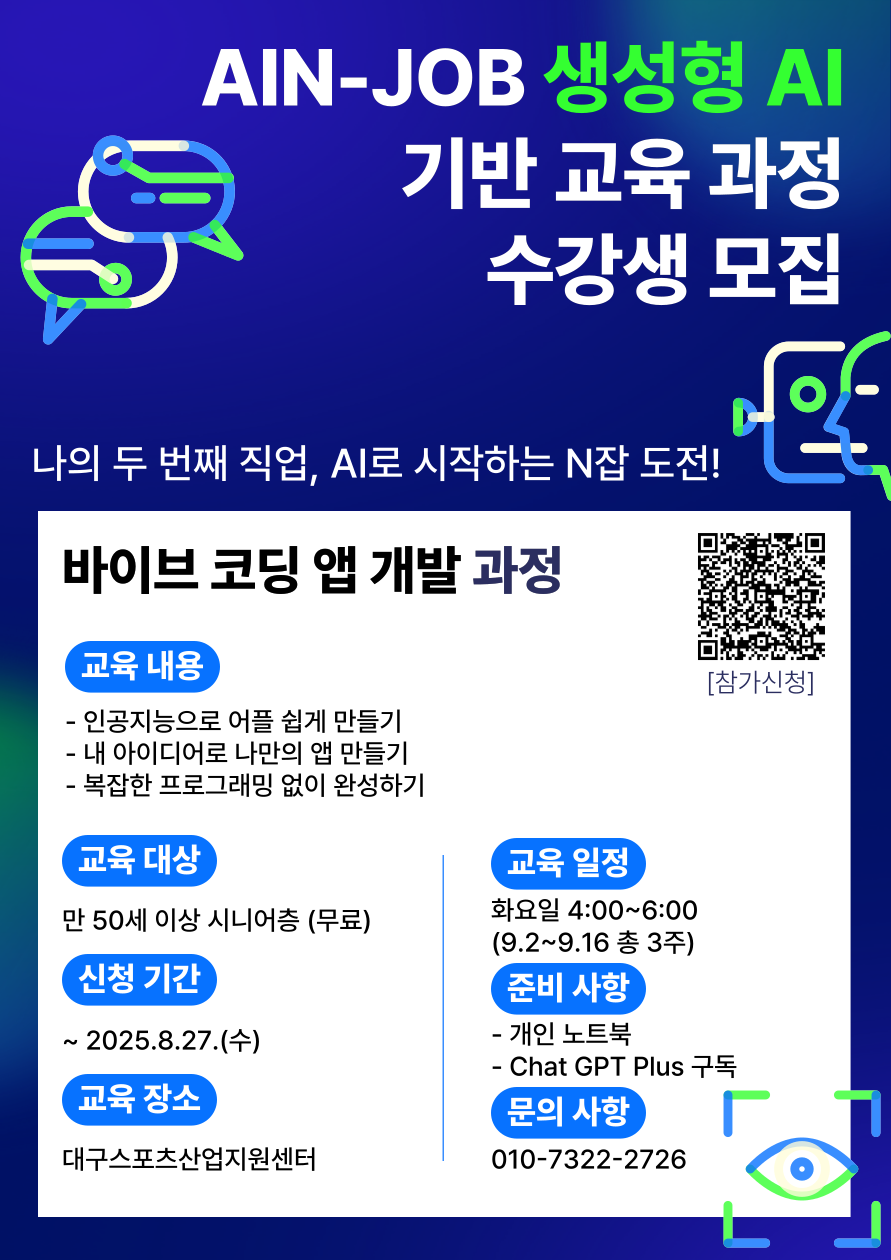 AIN-JOB 생성형 AI
기반 교육 과정
수강생 모집
나의 두 번째 직업, AI로 시작하는 N잡 도전!
바이브 코딩 앱 개발 과정
[참가신청]
교육 내용
- 인공지능으로 어플 쉽게 만들기
- 내 아이디어로 나만의 앱 만들기
- 복잡한 프로그래밍 없이 완성하기
교육 대상
만 50세 이상 시니어층 (무료)
신청 기간
~ 2025.8.27.(수)
교육 장소
대구스포츠산업지원센터
교육 일정
화요일 4:00~6:00
(9.2~9.16 총 3주)
준비 사항
- 개인 노트북
- Chat GPT Plus 구독
문의 사항
010-7322-2726